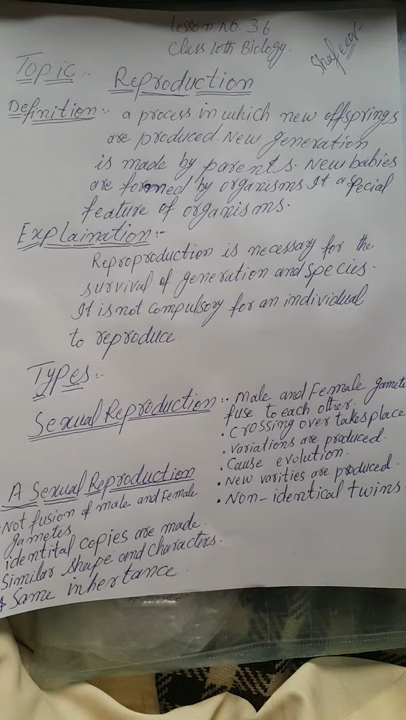 Lesson no. 36
Class 10th Biology.
Topic:- Reproduction
Definition:- a process in which new offsprings
are produced. New generation
is made by parents. New babies
are formed by organisms. It a special
feature of organisms.
Explaination:-
Reproproduction is necessary for the
survival of generation and species.
It is not compulsory for an individual
to reproduce
Types:-
Sexual Reproduction:- Male and Female gamete
fuse to each other.
• Crossing over takes place
• Variations are produced.
• Cause evolution.
• New varities are produced.
• Non-identical twins
A Sexual Reproduction
Not fusion of male and Female
gametes
identital copies are made.
Similar shape and characters.
Same inhertance.